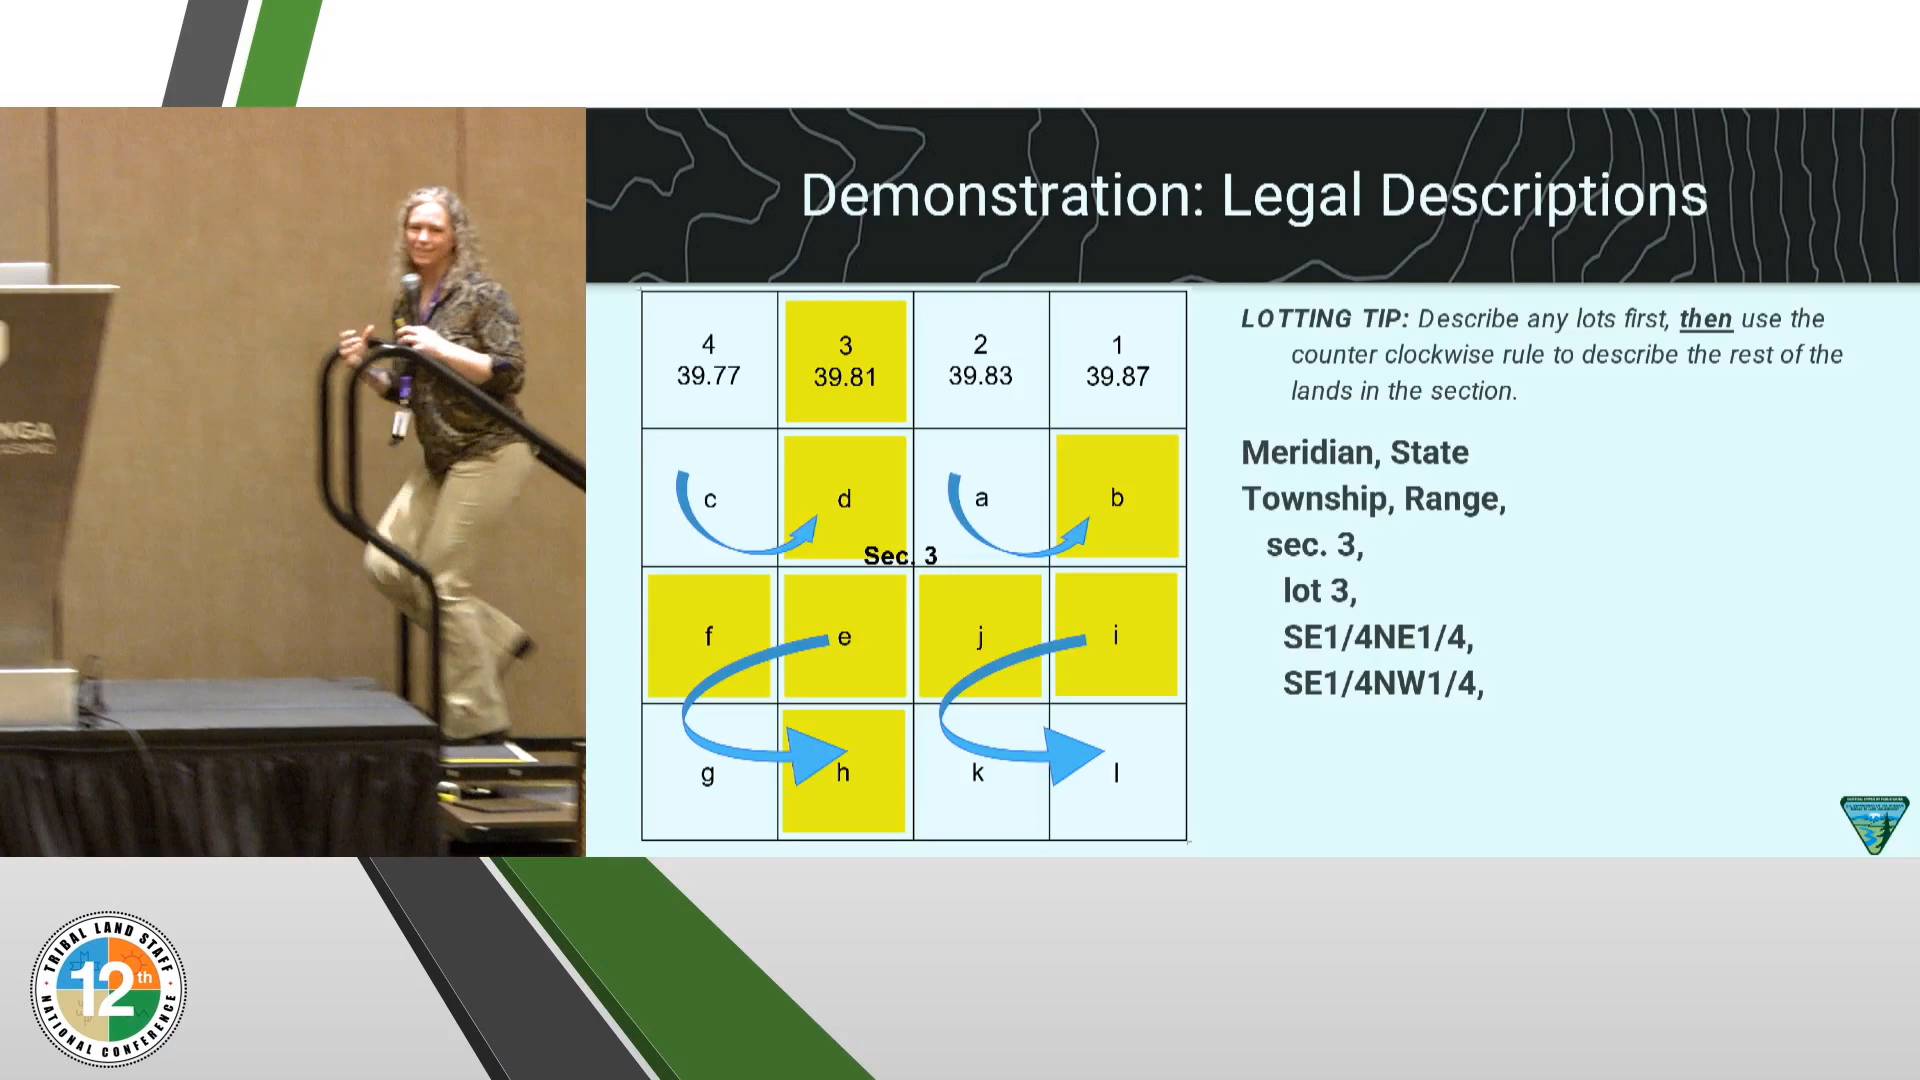 Demonstration: Legal Descriptions
4
39.77
3
39.81
2
39.83
1
39.87
c
d
a
b
Sec. 3
f
e
j
i
g
h
k
l
LOTTING TIP: Describe any lots first, then use the
counter clockwise rule to describe the rest of the
lands in the section.
Meridian, State
Township, Range,
sec. 3,
lot 3,
SE1/4NE1/4,
SE1/4NW1/4,
NGA
TRIBAL LAND STAFF
12th
NATIONAL CONFERENCE